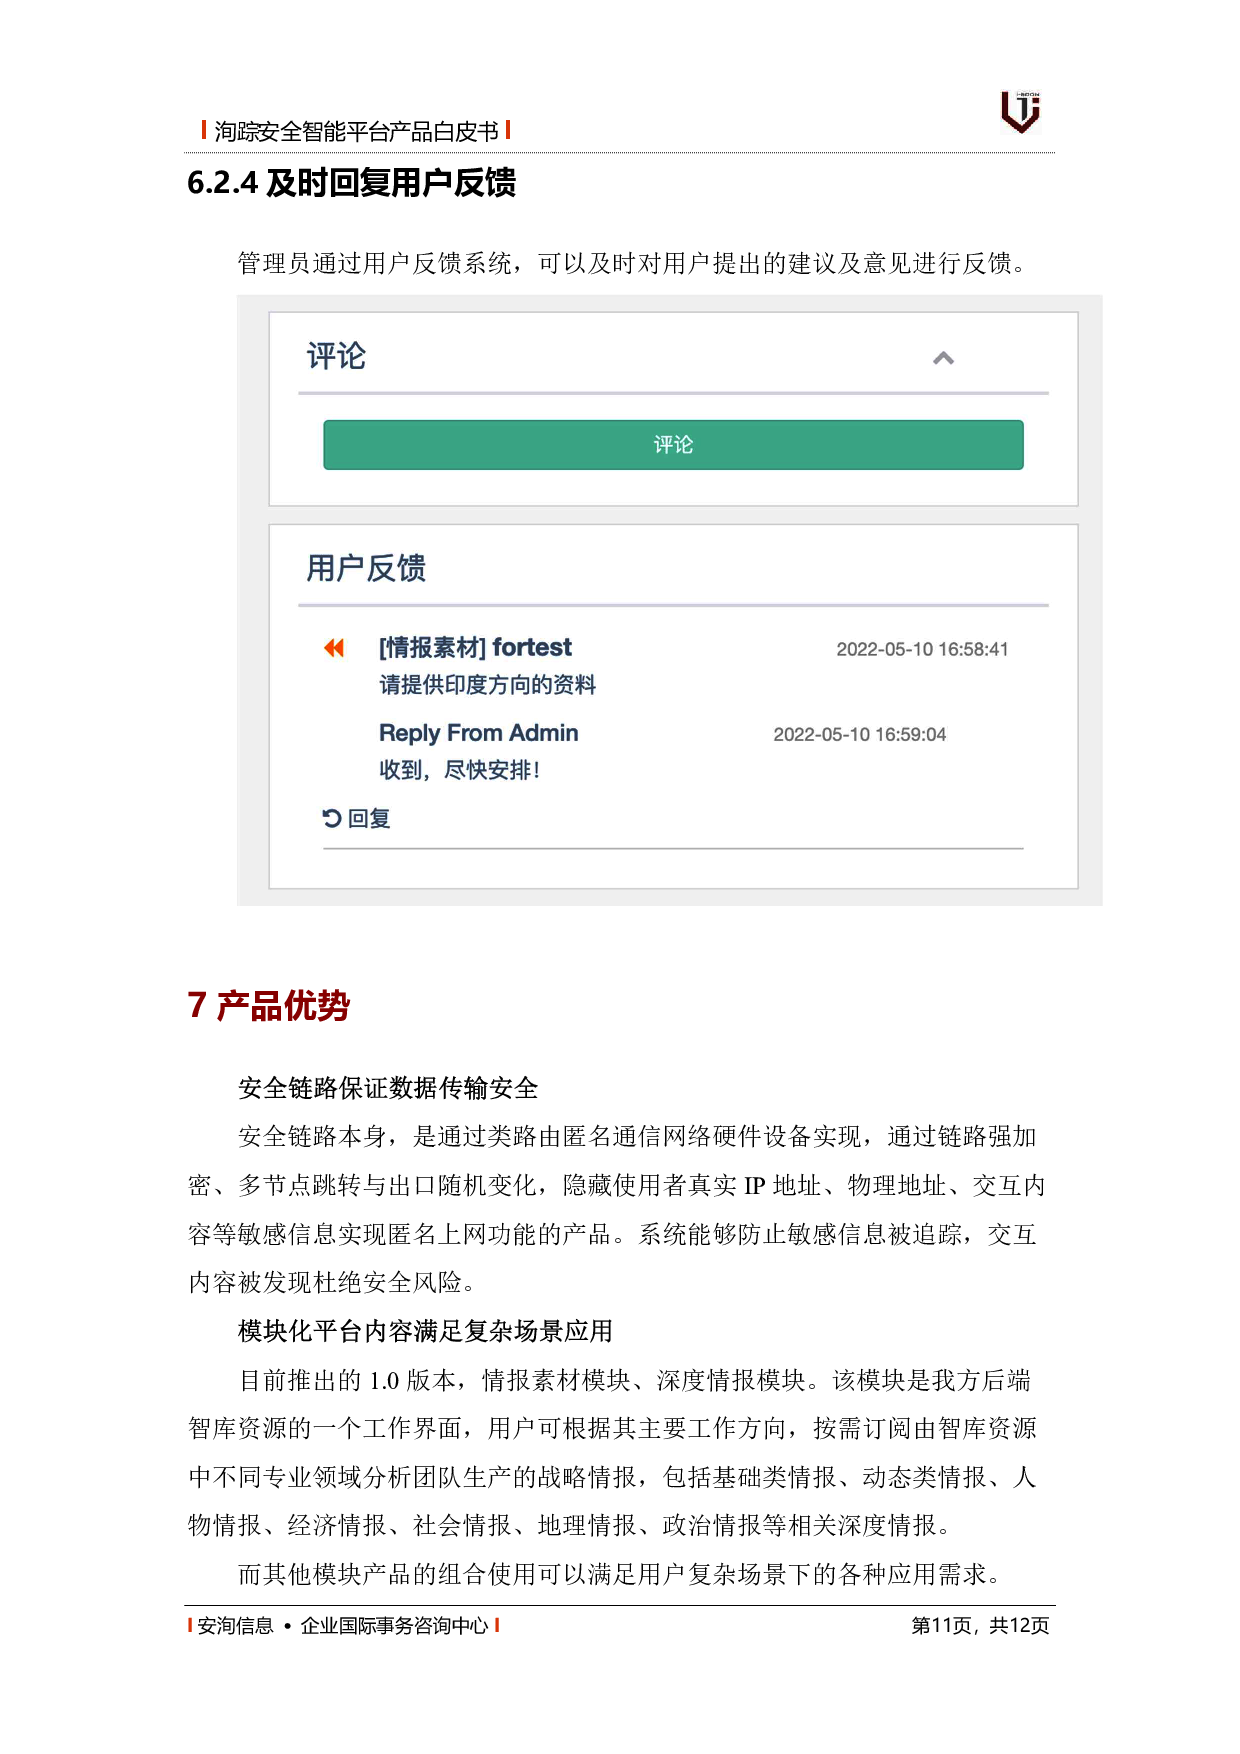 洵踪安全智能平台产品白皮书
i-SOON
6.2.4 及时回复用户反馈
管理员通过用户反馈系统，可以及时对用户提出的建议及意见进行反馈。
评论
评论
用户反馈
[情报素材] fortest 2022-05-10 16:58:41
请提供印度方向的资料
Reply From Admin 2022-05-10 16:59:04
收到，尽快安排！
回复
7 产品优势
安全链路保证数据传输安全
安全链路本身，是通过类路由匿名通信网络硬件设备实现，通过链路强加
密、多节点跳转与出口随机变化，隐藏使用者真实 IP 地址、物理地址、交互内
容等敏感信息实现匿名上网功能的产品。系统能够防止敏感信息被追踪，交互
内容被发现杜绝安全风险。
模块化平台内容满足复杂场景应用
目前推出的 1.0 版本，情报素材模块、深度情报模块。该模块是我方后端
智库资源的一个工作界面，用户可根据其主要工作方向，按需订阅由智库资源
中不同专业领域分析团队生产的战略情报，包括基础类情报、动态类情报、人
物情报、经济情报、社会情报、地理情报、政治情报等相关深度情报。
而其他模块产品的组合使用可以满足用户复杂场景下的各种应用需求。
安洵信息 • 企业国际事务咨询中心 第11页，共12页